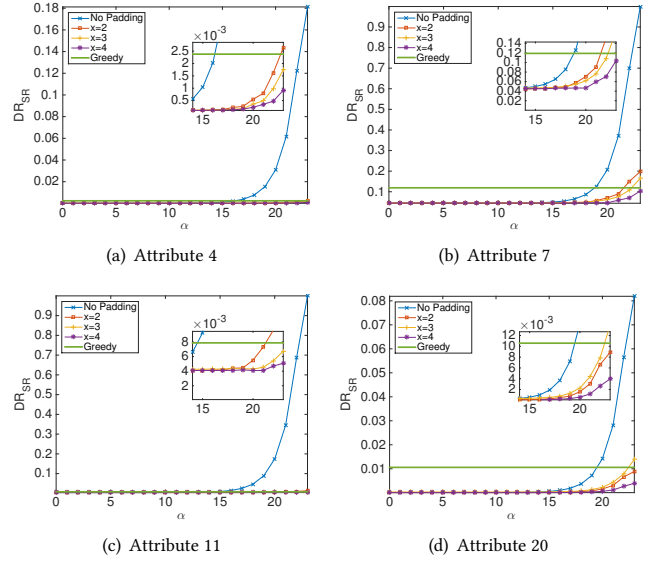 0.18
0.16
0.14
0.12
0.10
0.08
0.06
0.04
0.02
DR_SR
No Padding
x=2
x=3
x=4
Greedy
× 10^-3
2.5
2
1.5
1
0.5
15 20
0 5 10 15 20
α
(a) Attribute 4
1
0.9
0.8
0.7
0.6
0.5
0.4
0.3
0.2
0.1
DR_SR
No Padding
x=2
x=3
x=4
Greedy
0.14
0.12
0.10
0.08
0.06
0.04
0.02
15 20
0 5 10 15 20
α
(b) Attribute 7
1
0.9
0.8
0.7
0.6
0.5
0.4
0.3
0.2
0.1
DR_SR
No Padding
x=2
x=3
x=4
Greedy
× 10^-3
8
6
4
2
15 20
0 5 10 15 20
α
(c) Attribute 11
0.08
0.07
0.06
0.05
0.04
0.03
0.02
0.01
DR_SR
No Padding
x=2
x=3
x=4
Greedy
× 10^-3
12
10
8
6
4
2
15 20
0 5 10 15 20
α
(d) Attribute 20